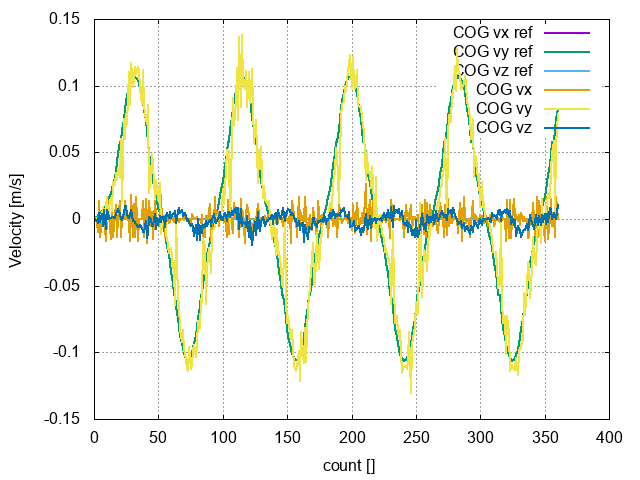 0.15
0.1
0.05
0
-0.05
-0.1
-0.15
Velocity [m/s]
COG vx ref
COG vy ref
COG vz ref
COG vx
COG vy
COG vz
0 50 100 150 200 250 300 350 400
count []